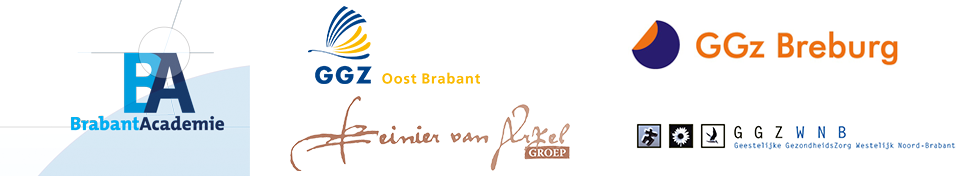 BA
BrabantAcademie
GGZ Oost Brabant
Reinier van Arkel
GROEP
GGz Breburg
GGZWNB
Geestelijke GezondheidsZorg Westelijk Noord-Brabant